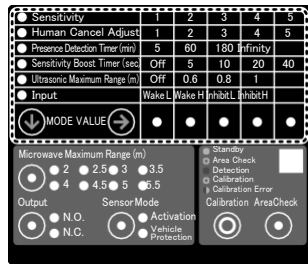 Sensitivity 1 2 3 4 5
Human Cancel Adjust 1 2 3 4 5
Presence Detection Timer (min) 5 60 180 Infinity
Sensitivity Boost Timer (sec Off 5 10 20 40
Ultrasonic Maximum Range (m) Off 0.6 0.8 1
Input Wake L Wake H InhibitL InhibitH
MODE VALUE
Microwave Maximum Range (m)
2 2.5 3 3.5
4 4.5 5 5.5
Standby
Area Check
Detection
Calibration
Calibration Error
Output Sensor Mode Calibration AreaCheck
N.O. Activation
N.C. Vehicle
Protection